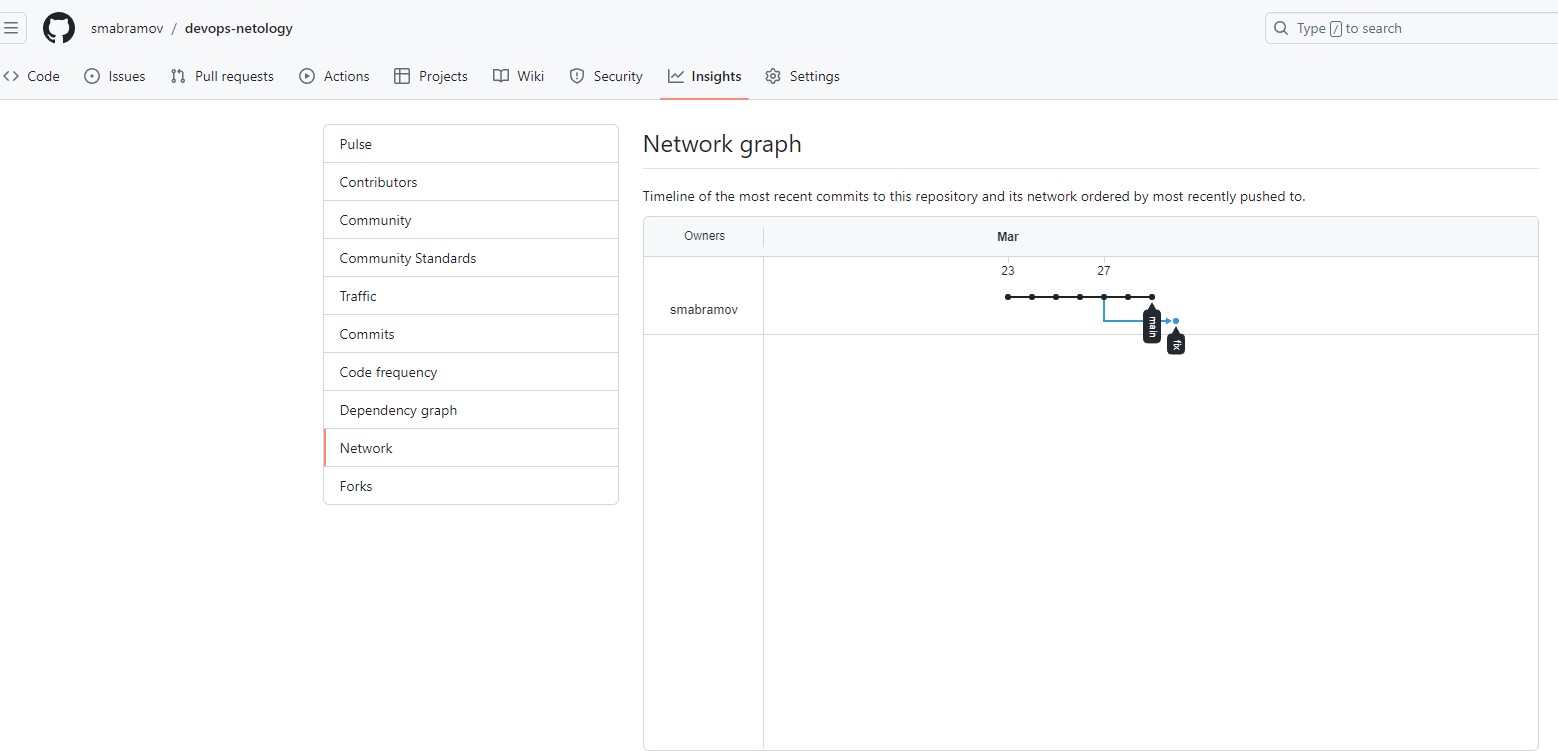 smabramov / devops-netology
Type / to search
Code Issues Pull requests Actions Projects Wiki Security Insights Settings
Pulse
Contributors
Community
Community Standards
Traffic
Commits
Code frequency
Dependency graph
Network
Forks
Network graph
Timeline of the most recent commits to this repository and its network ordered by most recently pushed to.
Owners Mar
23 27
smabramov
main
fix